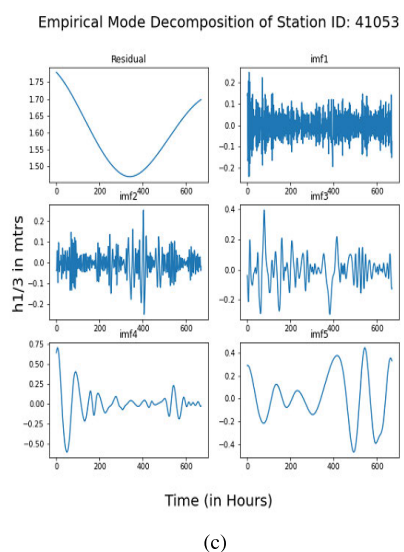 Empirical Mode Decomposition of Station ID: 41053
Residual
1.75
1.70
1.65
1.60
1.55
1.50
0 200 400 600
imf1
0.2
0.1
0.0
−0.1
−0.2
0 200 400 600
imf2
0.2
0.1
0.0
−0.1
−0.2
0 200 400 600
imf3
0.4
0.2
0.0
−0.2
0 200 400 600
imf4
0.75
0.50
0.25
0.00
−0.25
−0.50
0 200 400 600
imf5
0.4
0.2
0.0
−0.2
−0.4
0 200 400 600
h1/3 in mtrs
Time (in Hours)
(c)